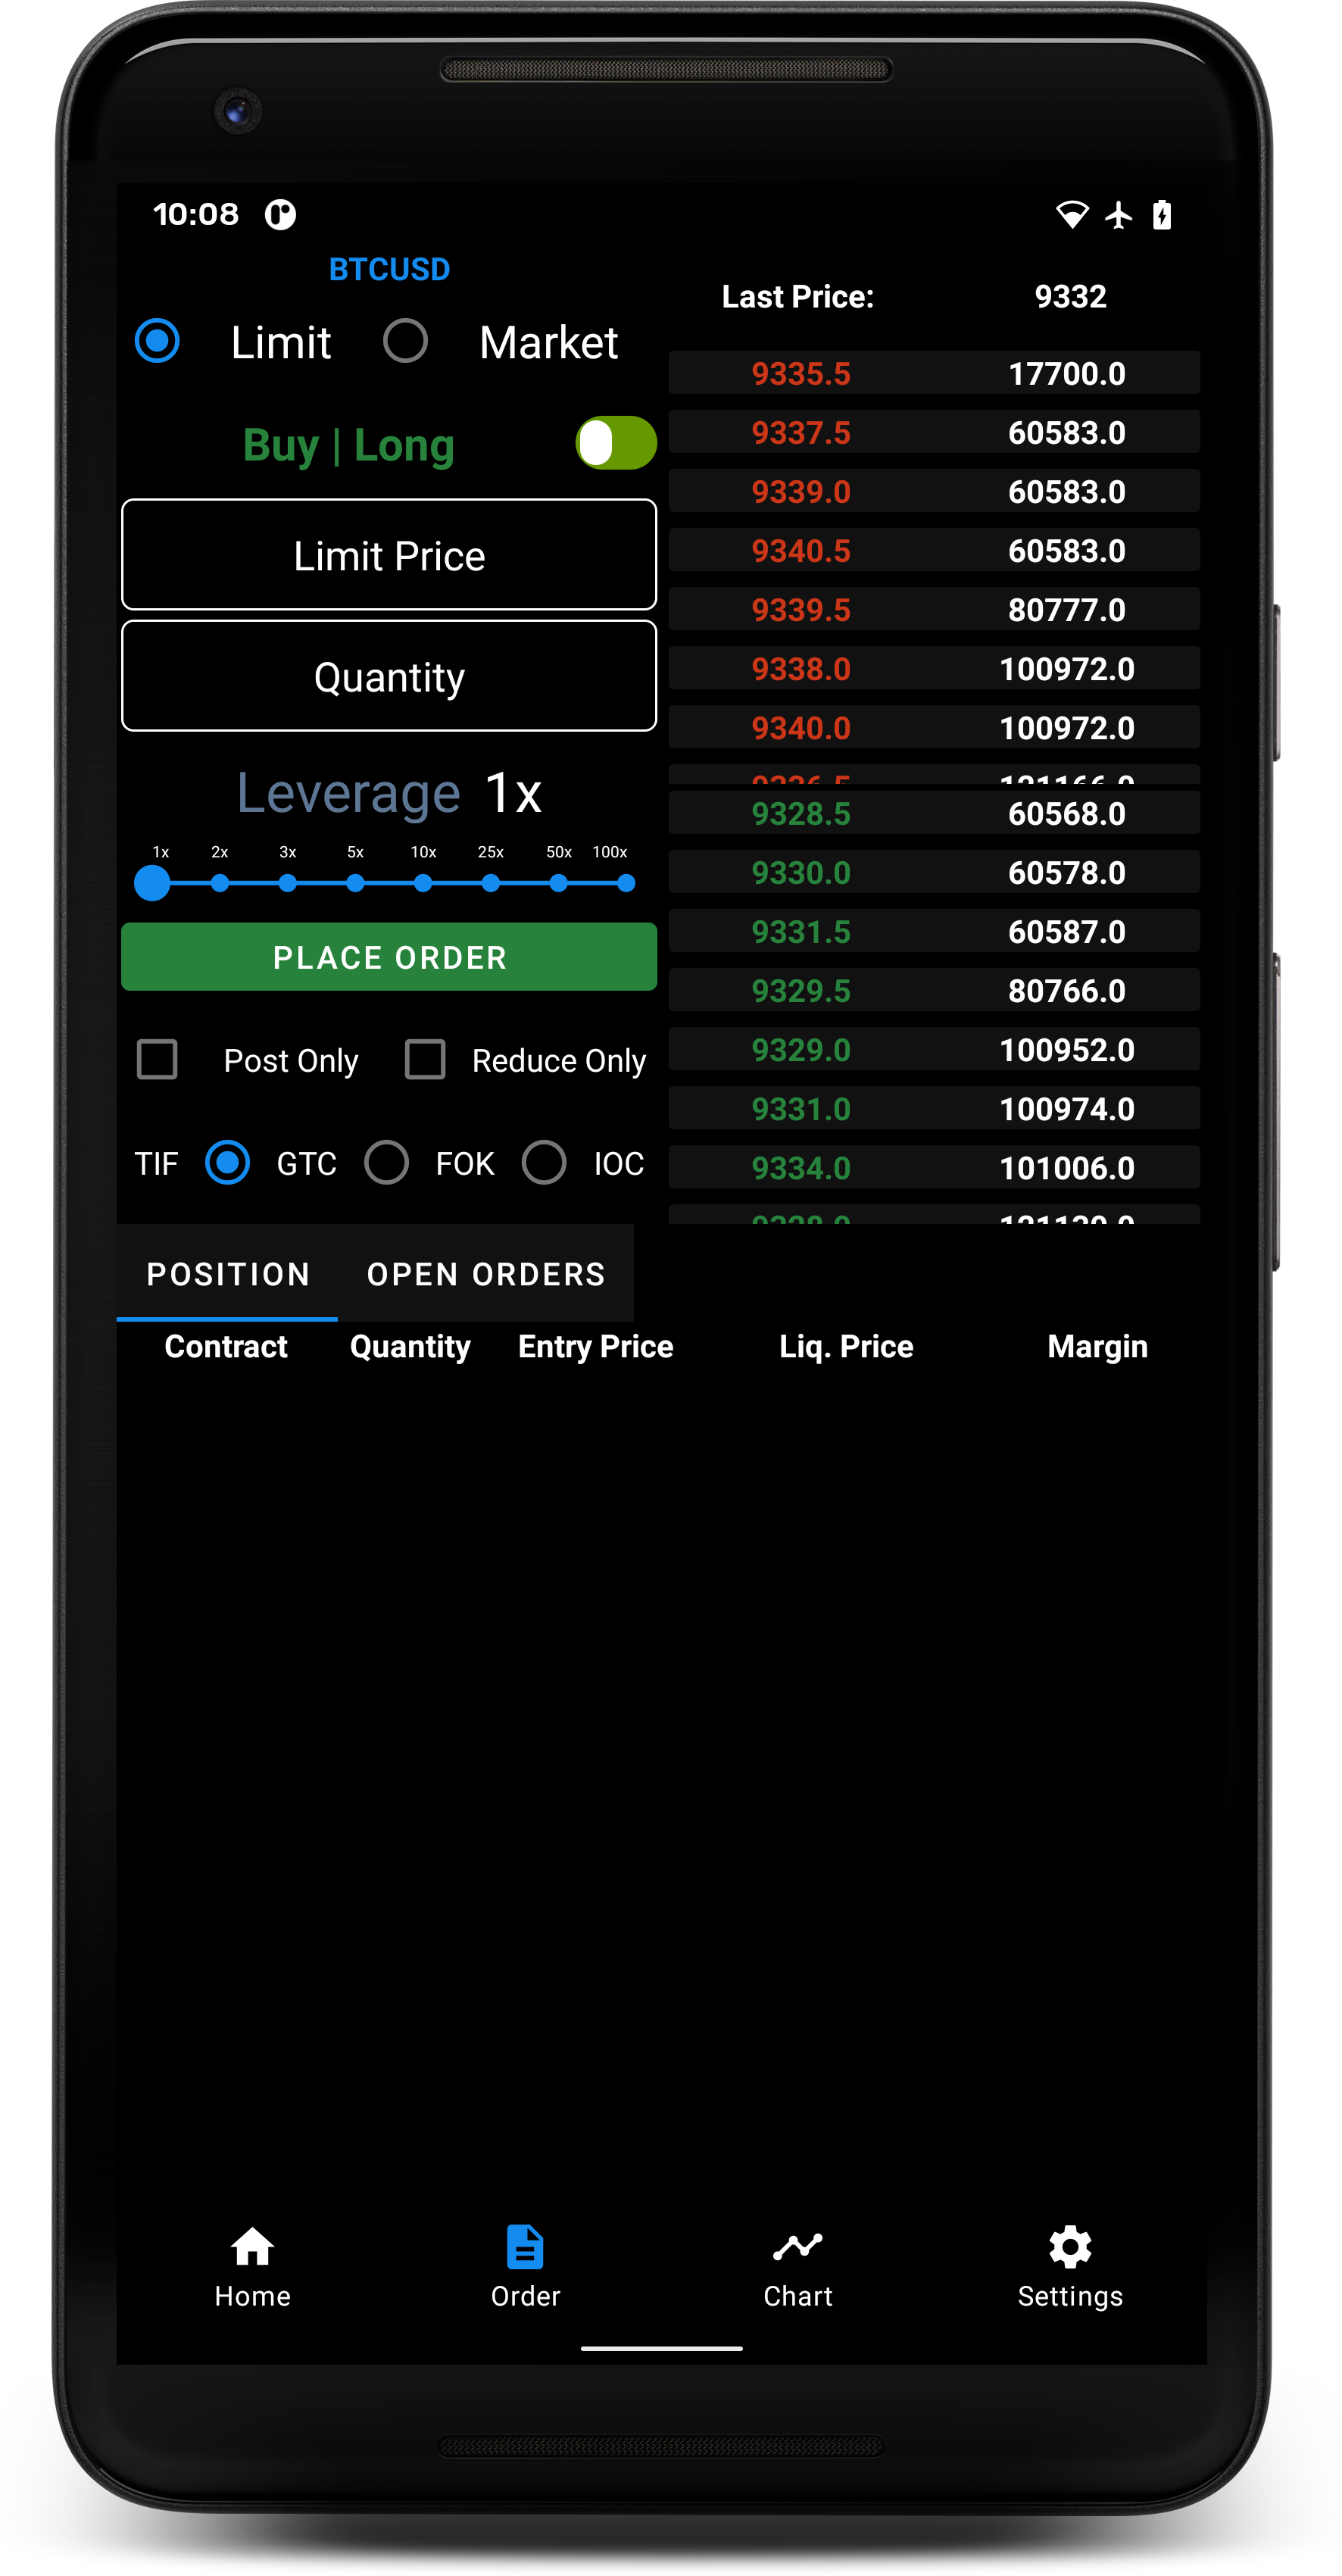 10:08
BTCUSD
Limit Market
Buy | Long
Limit Price
Quantity
Leverage 1x
1x 2x 3x 5x 10x 25x 50x 100x
PLACE ORDER
Post Only Reduce Only
TIF GTC FOK IOC
Last Price: 9332
9335.5 17700.0
9337.5 60583.0
9339.0 60583.0
9340.5 60583.0
9339.5 80777.0
9338.0 100972.0
9340.0 100972.0
9328.5 60568.0
9330.0 60578.0
9331.5 60587.0
9329.5 80766.0
9329.0 100952.0
9331.0 100974.0
9334.0 101006.0
POSITION OPEN ORDERS
Contract Quantity Entry Price Liq. Price Margin
Home Order Chart Settings